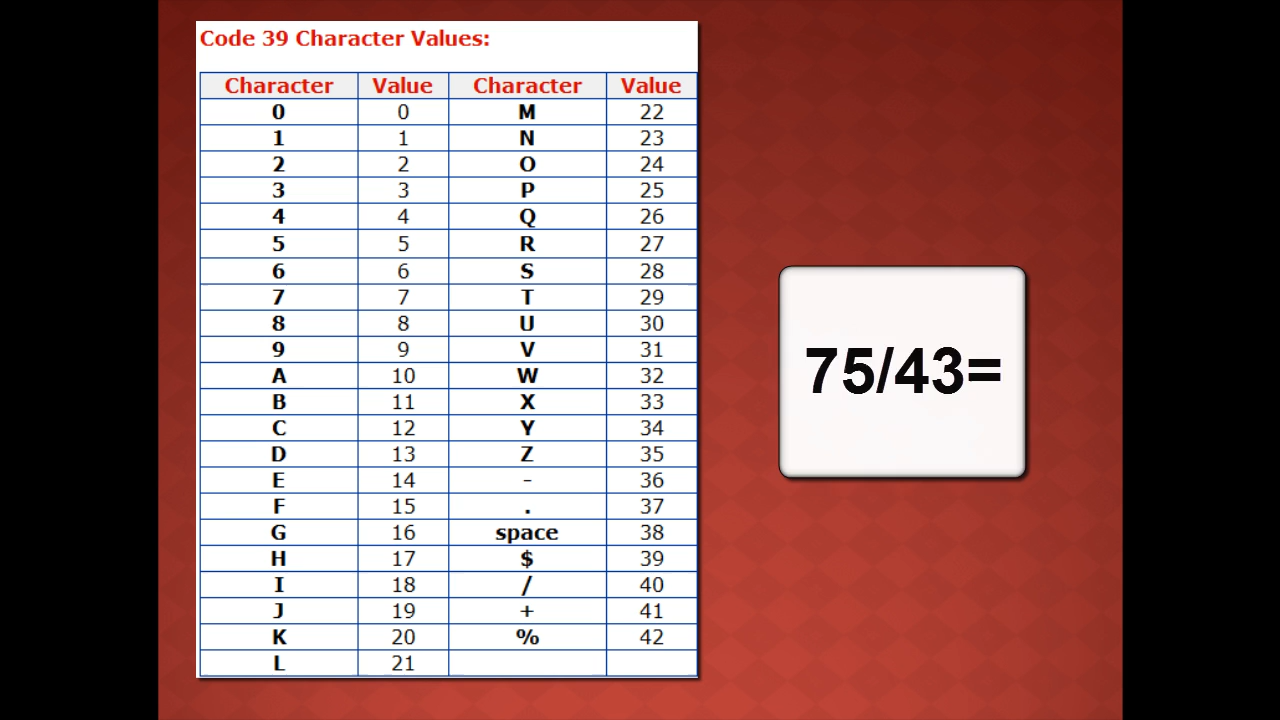 Code 39 Character Values:
Character Value Character Value
0 0 M 22
1 1 N 23
2 2 O 24
3 3 P 25
4 4 Q 26
5 5 R 27
6 6 S 28
7 7 T 29
8 8 U 30
9 9 V 31
A 10 W 32
B 11 X 33
C 12 Y 34
D 13 Z 35
E 14 - 36
F 15 . 37
G 16 space 38
H 17 $ 39
I 18 / 40
J 19 + 41
K 20 % 42
L 21
75/43=